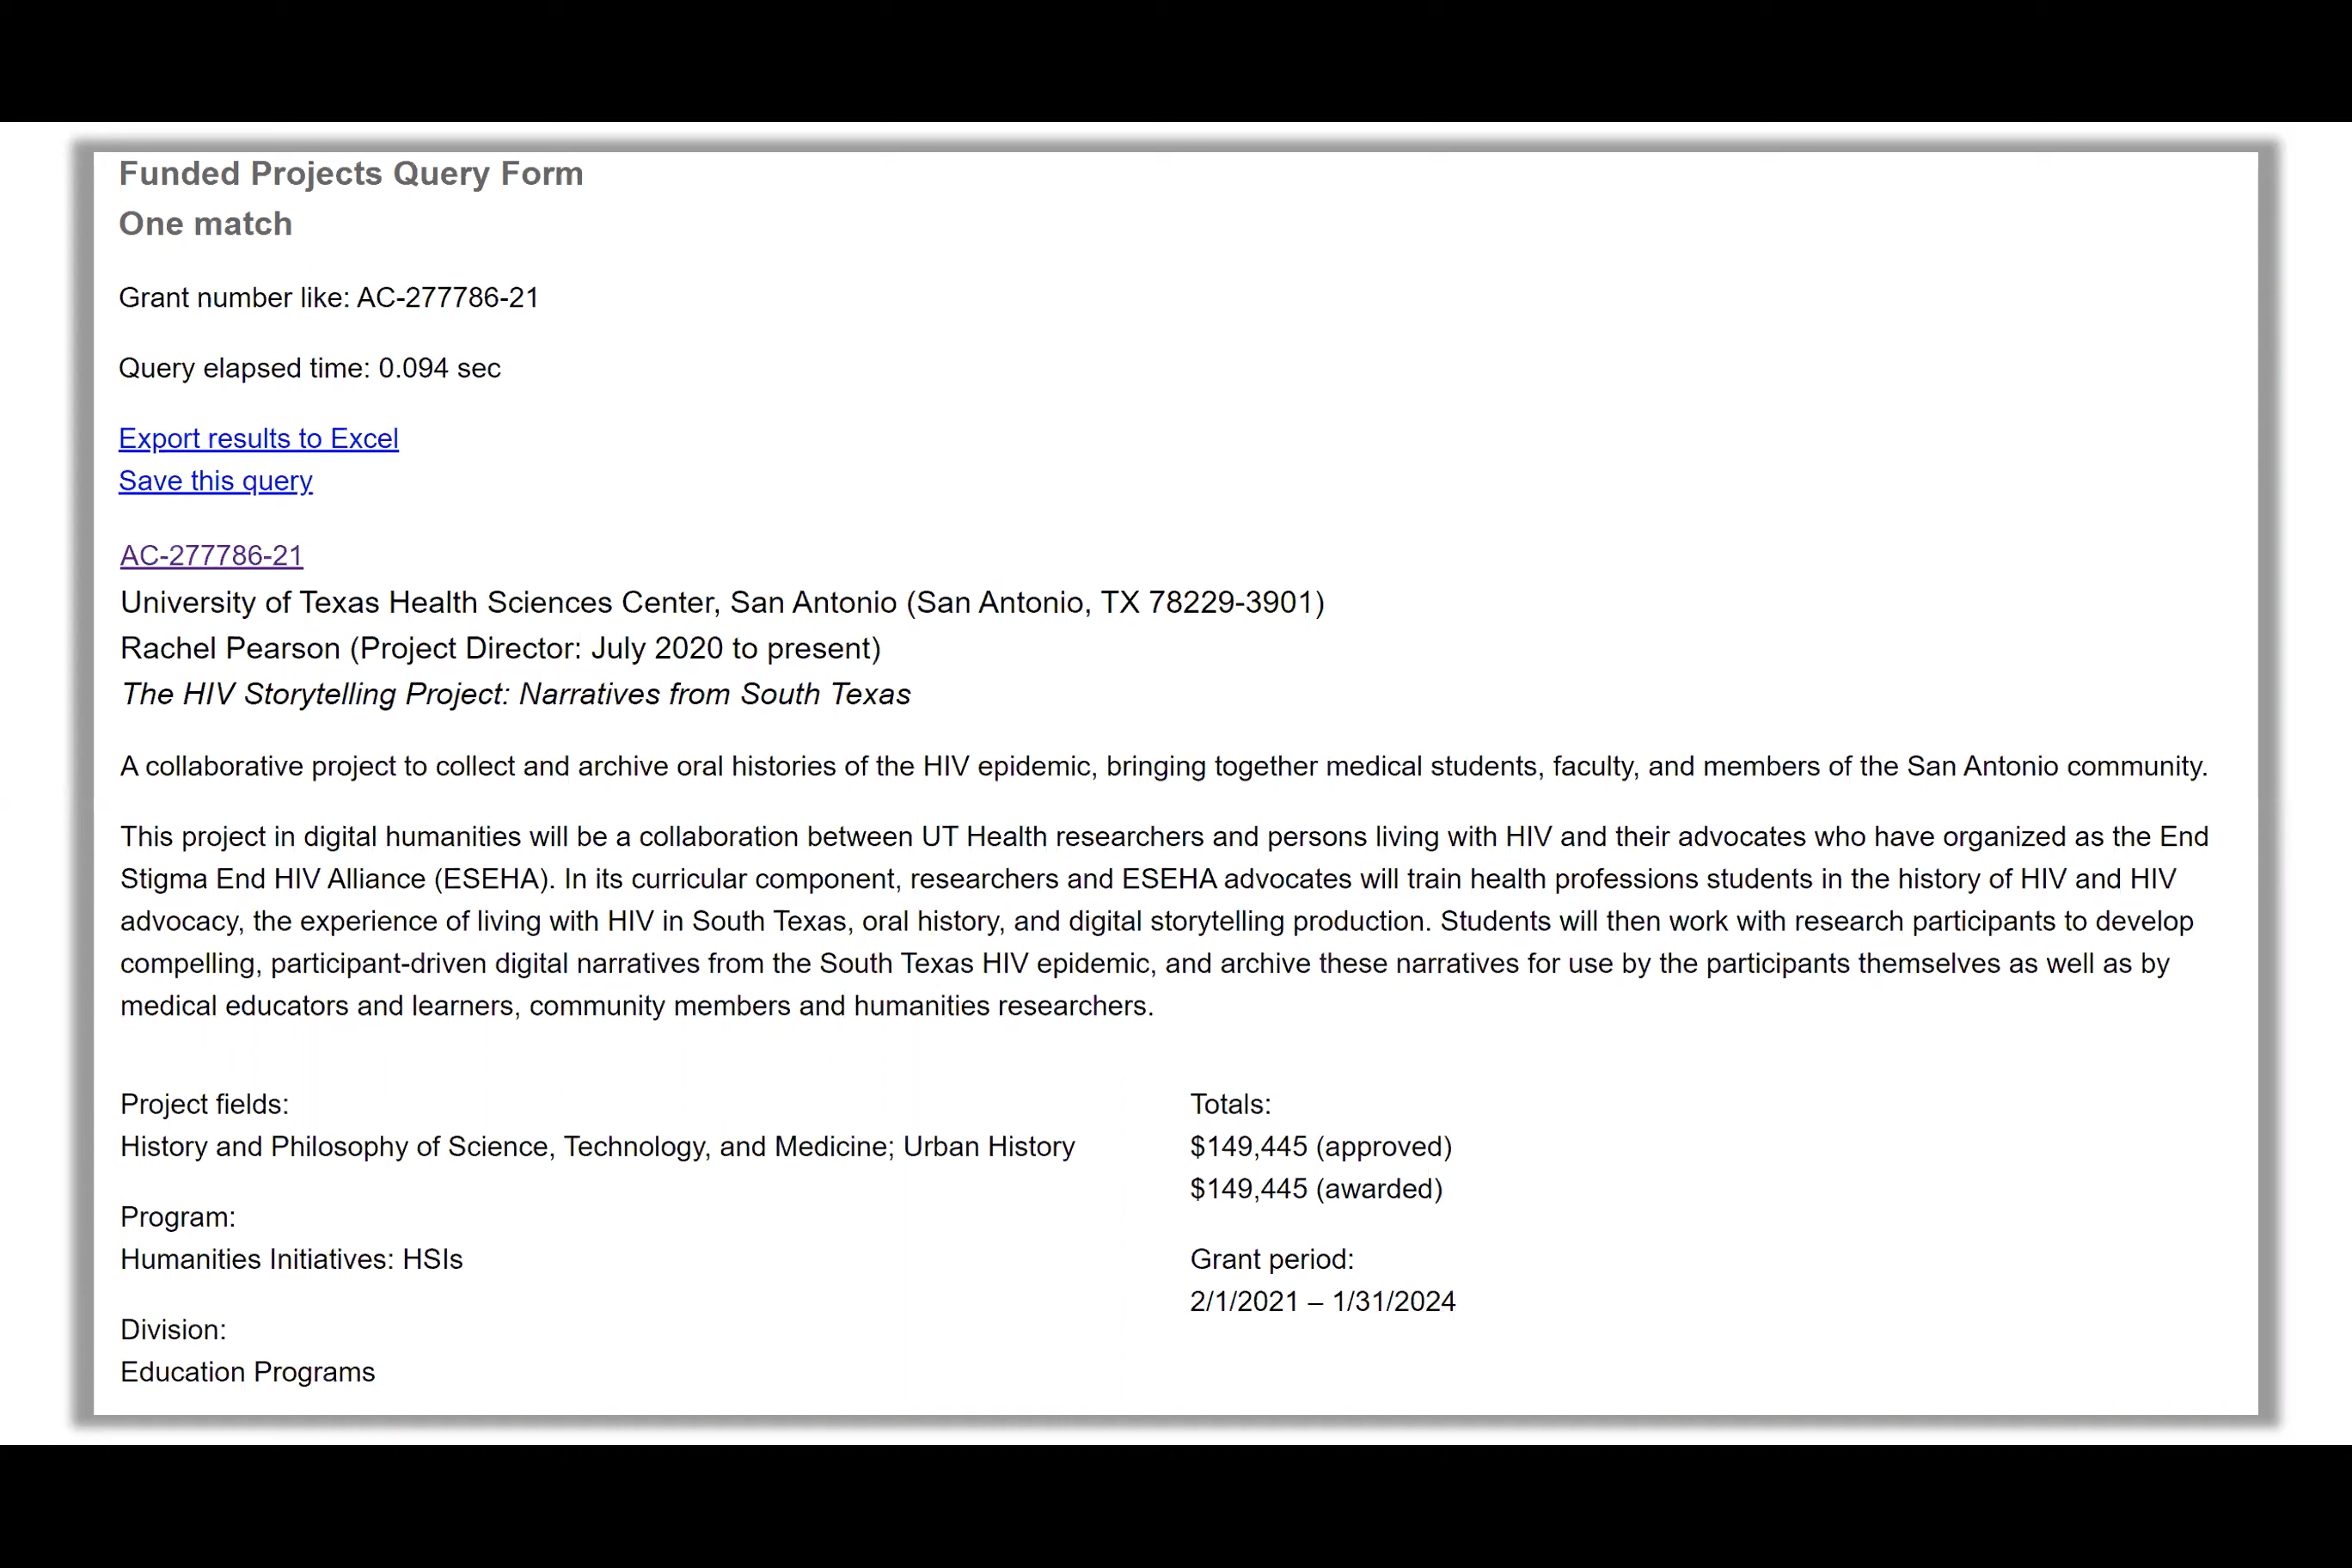 Funded Projects Query Form
One match
Grant number like: AC-277786-21
Query elapsed time: 0.094 sec
Export results to Excel
Save this query
AC-277786-21
University of Texas Health Sciences Center, San Antonio (San Antonio, TX 78229-3901)
Rachel Pearson (Project Director: July 2020 to present)
The HIV Storytelling Project: Narratives from South Texas
A collaborative project to collect and archive oral histories of the HIV epidemic, bringing together medical students, faculty, and members of the San Antonio community.
This project in digital humanities will be a collaboration between UT Health researchers and persons living with HIV and their advocates who have organized as the End
Stigma End HIV Alliance (ESEHA). In its curricular component, researchers and ESEHA advocates will train health professions students in the history of HIV and HIV
advocacy, the experience of living with HIV in South Texas, oral history, and digital storytelling production. Students will then work with research participants to develop
compelling, participant-driven digital narratives from the South Texas HIV epidemic, and archive these narratives for use by the participants themselves as well as by
medical educators and learners, community members and humanities researchers.
Project fields:
History and Philosophy of Science, Technology, and Medicine; Urban History
Program:
Humanities Initiatives: HSIs
Division:
Education Programs
Totals:
$149,445 (approved)
$149,445 (awarded)
Grant period:
2/1/2021 – 1/31/2024